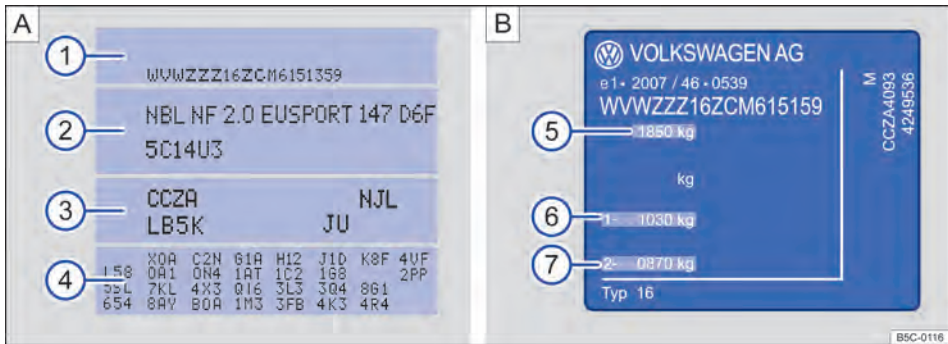 A
1
WVWZZZ16ZCM6151359
2
NBL NF 2.0 EUSPORT 147 D6F
5C14U3
3
CCZA NJL
LB5K JU
4
X0A C2N G1A H12 J1D K8F 4VF
L58 0A1 0N4 1AT 1C2 1G8 2PP
5SL 7KL 4X3 QI6 3L3 3Q4 8G1
654 8AY B0A 1M3 3FB 4K3 4R4
B
VOLKSWAGEN AG
e1• 2007 / 46 • 0539
WVWZZZ16ZCM615159
5
1850 kg
kg
6
1- 1030 kg
7
2- 0870 kg
Typ 16
M
CCZA4093
4249536
B5C-0116